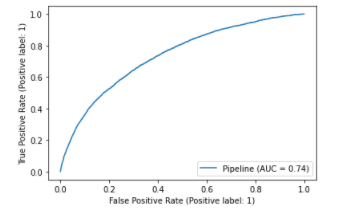 True Positive Rate (Positive label: 1)
1.0
0.8
0.6
0.4
0.2
0.0
Pipeline (AUC = 0.74)
0.0 0.2 0.4 0.6 0.8 1.0
False Positive Rate (Positive label: 1)